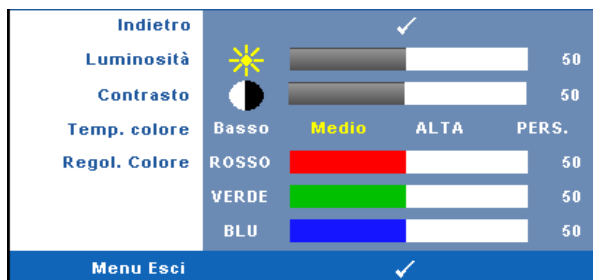 Indietro
Luminosità 50
Contrasto 50
Temp. colore Basso Medio ALTA PERS.
Regol. Colore ROSSO 50
VERDE 50
BLU 50
Menu Esci